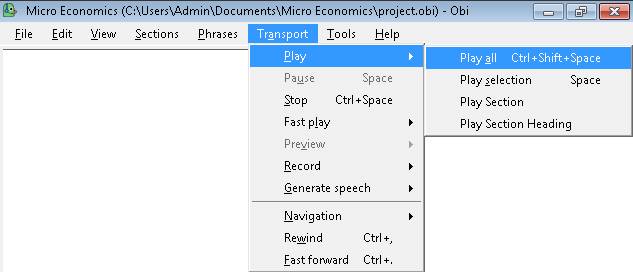 Micro Economics (C:\Users\Admin\Documents\Micro Economics\project.obi) - Obi
File Edit View Sections Phrases Transport Tools Help
Play
Play all Ctrl+Shift+Space
Pause Space
Play selection Space
Stop Ctrl+Space
Play Section
Fast play
Play Section Heading
Preview
Record
Generate speech
Navigation
Rewind Ctrl+,
Fast forward Ctrl+.